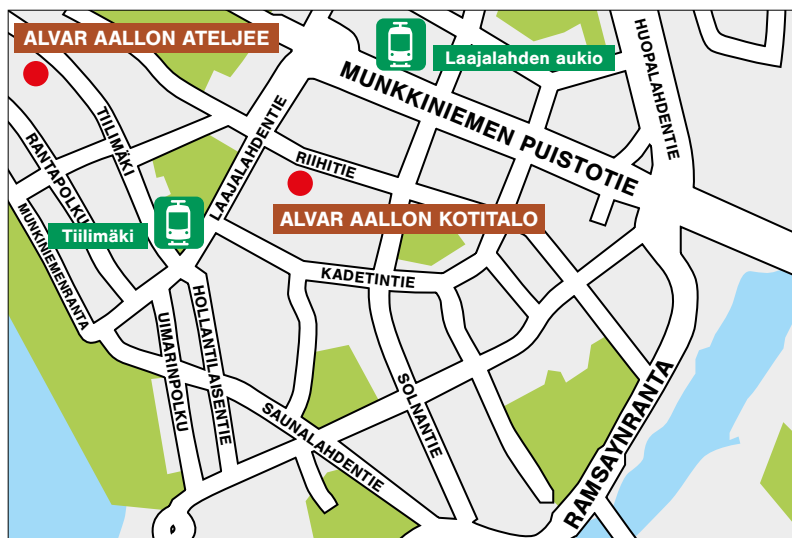 ALVAR AALLON ATELJEE
Laajalahden aukio
HUOPALAHDENTIE
MUNKKINIEMEN PUISTOTIE
TIILIMÄKI
RANTAPOLKU
LAAJALAHDENTIE
RIIHITIE
ALVAR AALLON KOTITALO
MUNKINIEMENRANTA
Tiilimäki
KADETINTIE
UIMARINPOLKU
HOLLANTILAISENTIE
SOLNANTIE
SAUNALAHDENTIE
RAMSAYNRANTA